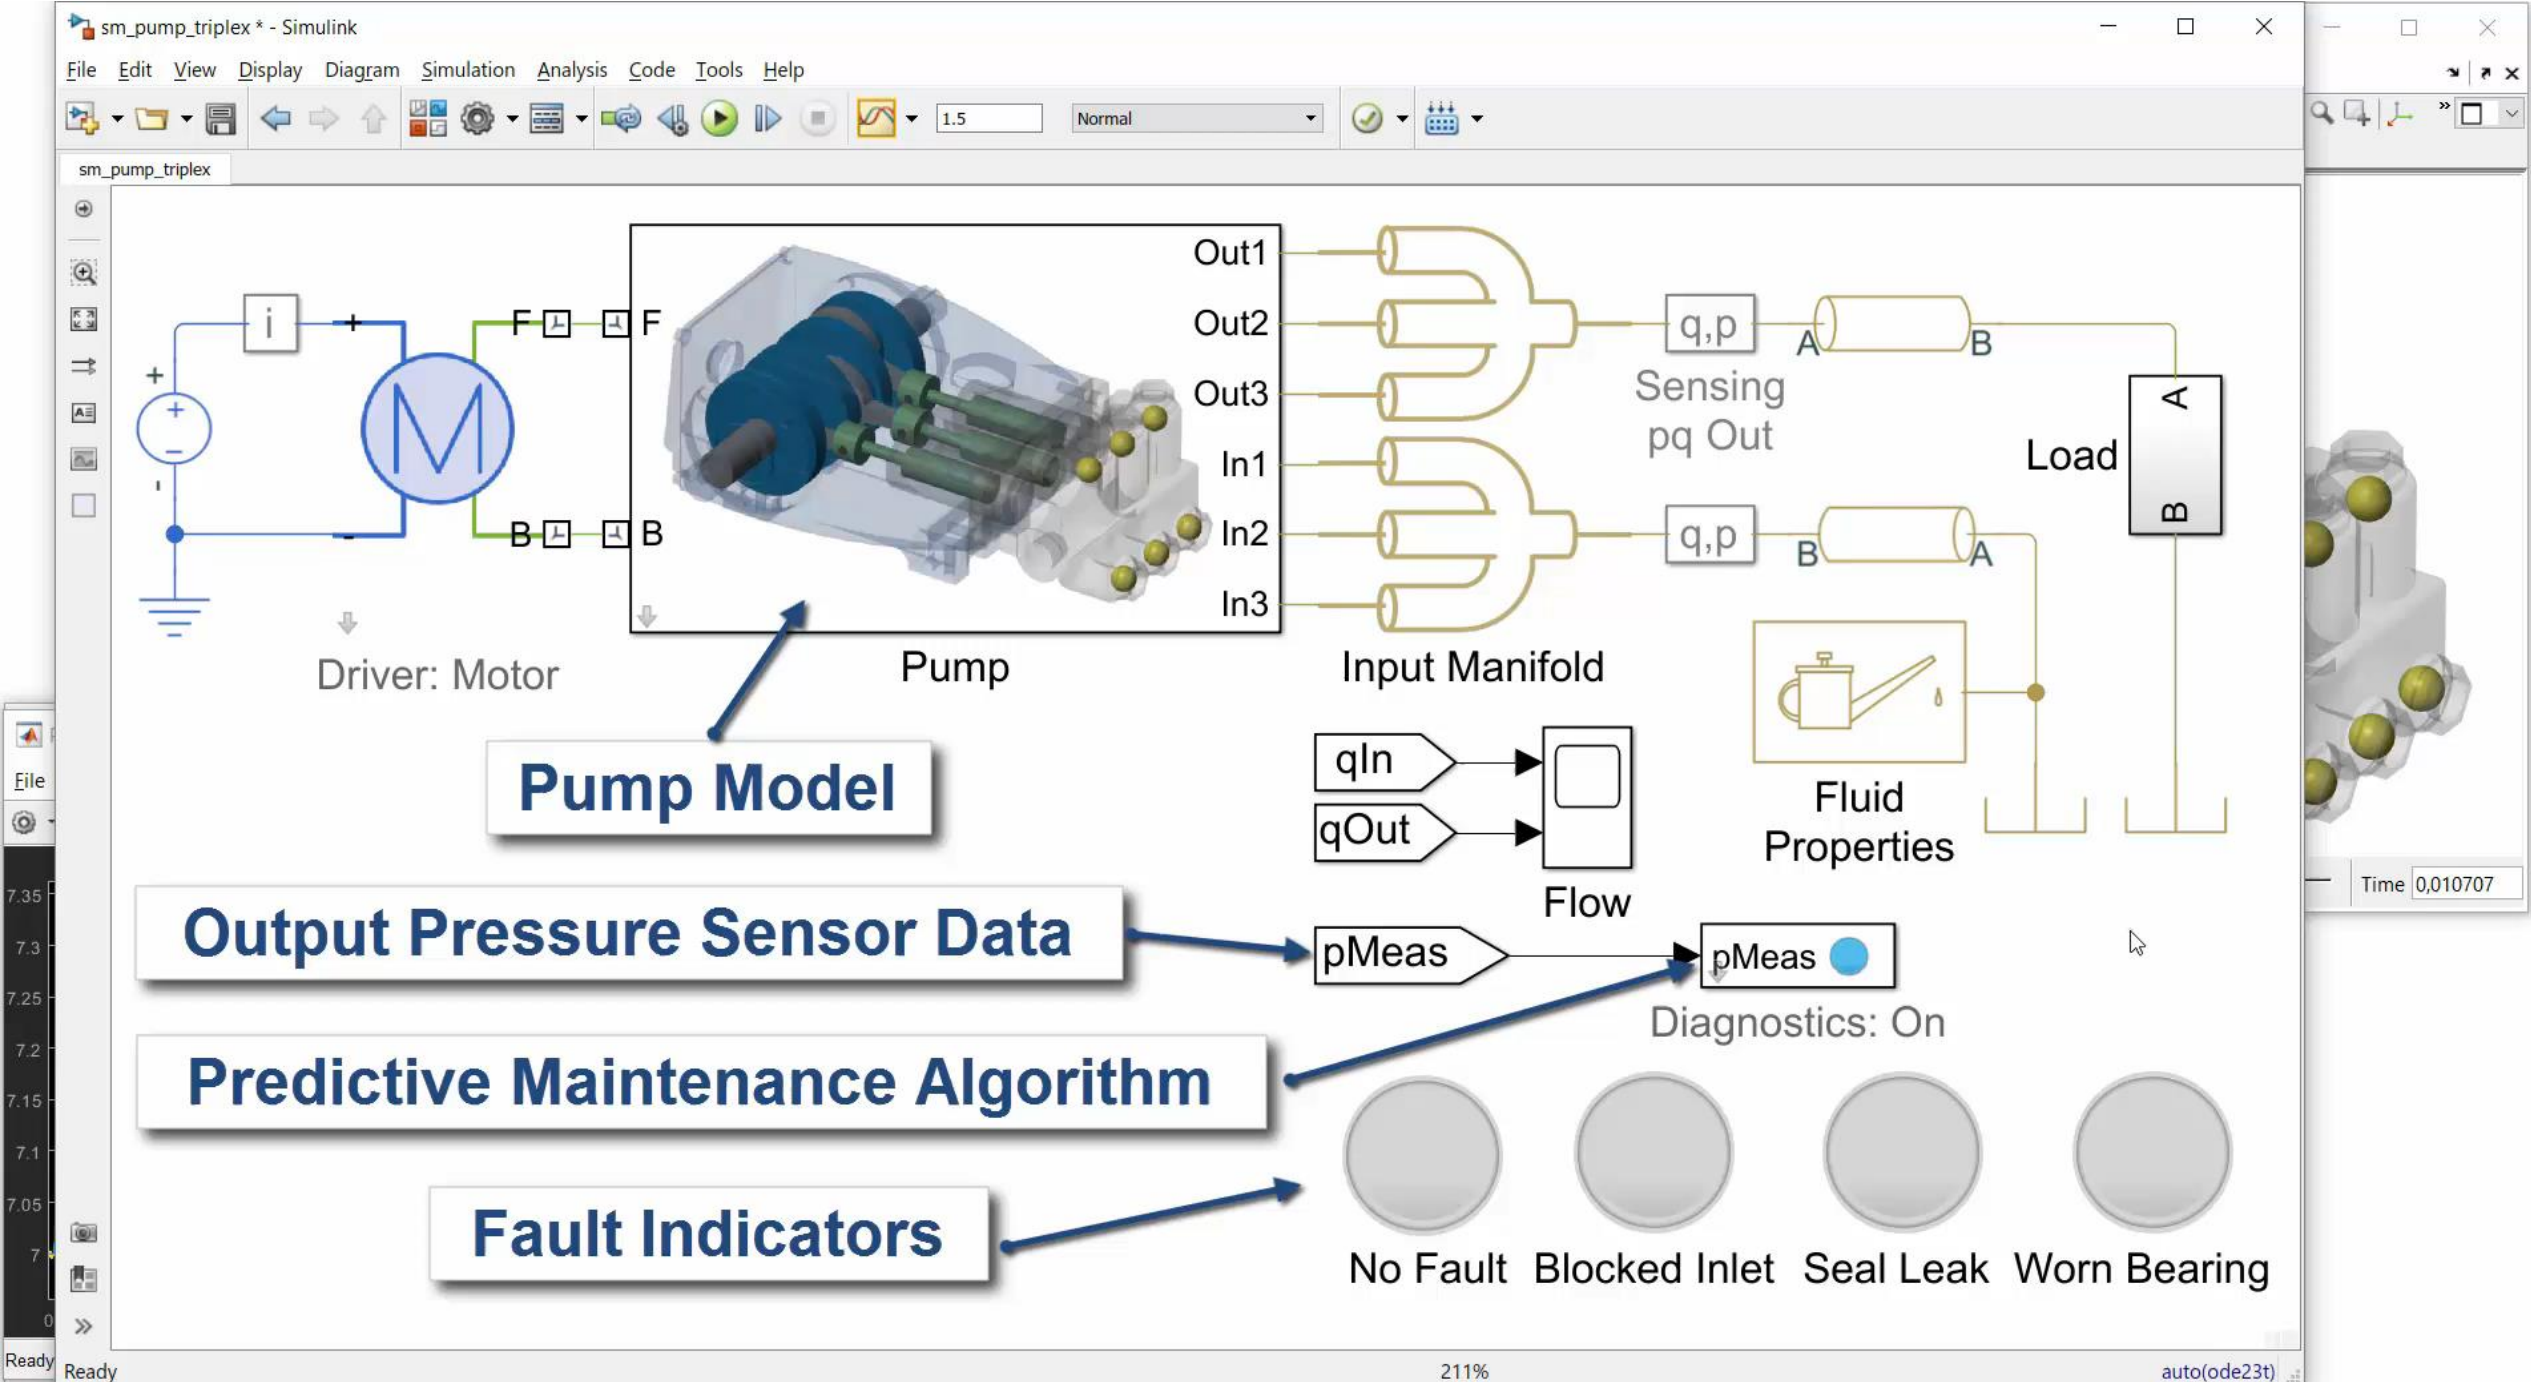 sm_pump_triplex * - Simulink
File Edit View Display Diagram Simulation Analysis Code Tools Help
1.5 Normal
sm_pump_triplex
Out1
Out2
Out3
In1
In2
In3
i
+
+
+
−
-
-
M
F F
B B
q,p
A B
Sensing
pq Out
q,p
B A
A
Load
B
Driver: Motor
Pump
Input Manifold
Pump Model
qIn
qOut
Flow
Fluid
Properties
Output Pressure Sensor Data
pMeas
pMeas
Diagnostics: On
Predictive Maintenance Algorithm
Fault Indicators
No Fault Blocked Inlet Seal Leak Worn Bearing
Ready 211% auto(ode23t)
File
7.35
7.3
7.25
7.2
7.15
7.1
7.05
7
0
Ready
Time 0,010707